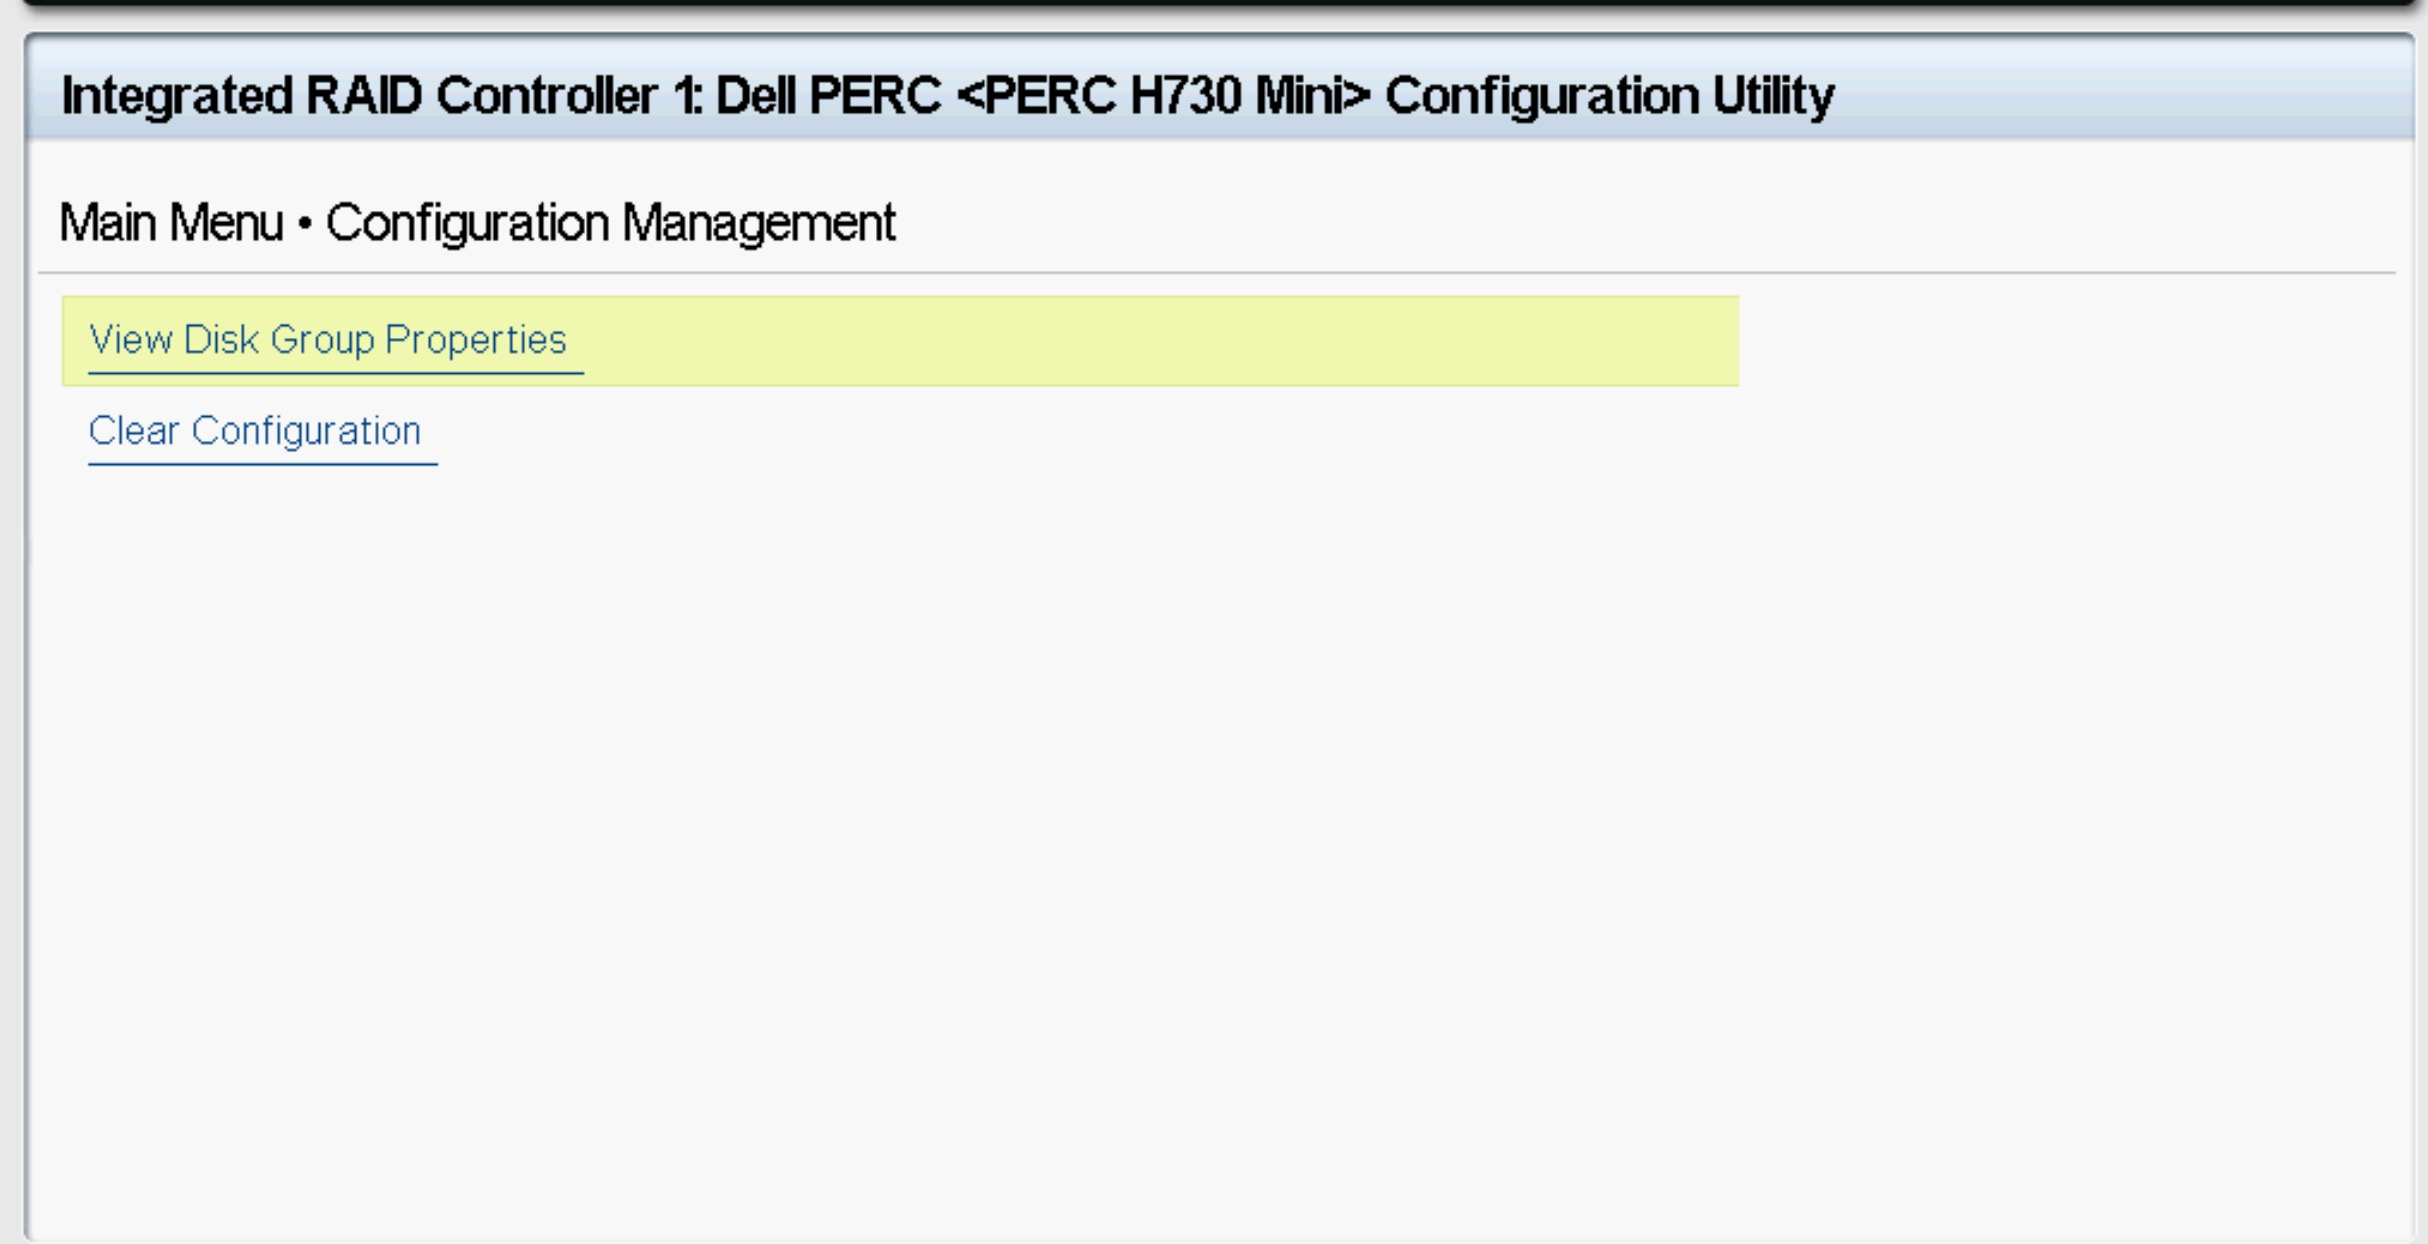 Integrated RAID Controller 1: Dell PERC <PERC H730 Mini> Configuration Utility
Main Menu • Configuration Management
View Disk Group Properties
Clear Configuration